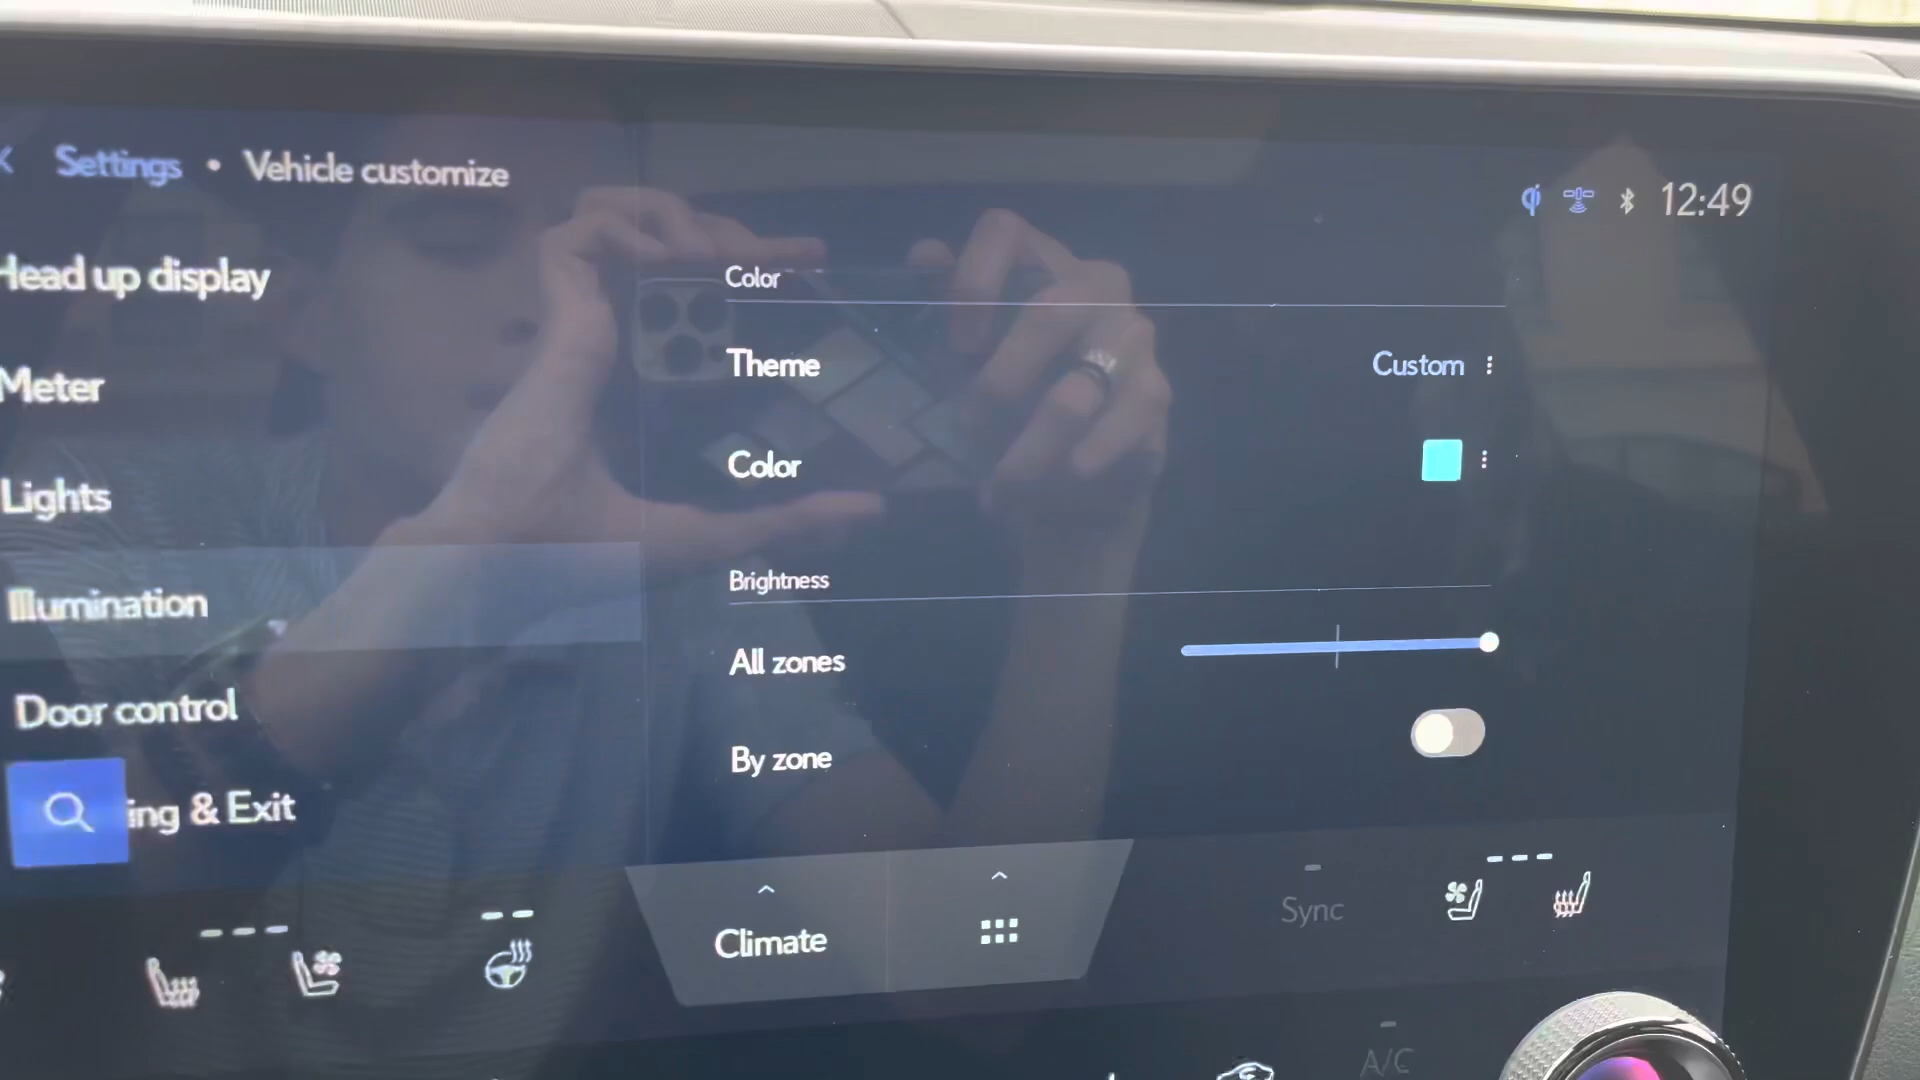 Settings • Vehicle customize
12:49
Head up display
Meter
Lights
Illumination
Door control
ing & Exit
Color
Theme
Custom
Color
Brightness
All zones
By zone
Climate
Sync
A/C